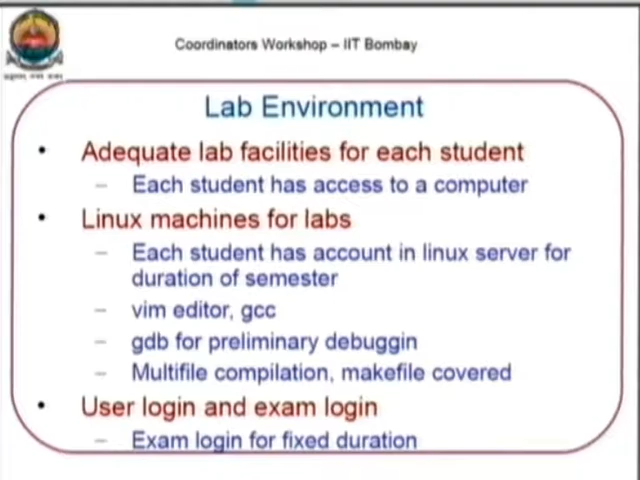 Coordinators Workshop – IIT Bombay
Lab Environment
• Adequate lab facilities for each student
– Each student has access to a computer
• Linux machines for labs
– Each student has account in linux server for
duration of semester
– vim editor, gcc
– gdb for preliminary debuggin
– Multifile compilation, makefile covered
• User login and exam login
– Exam login for fixed duration